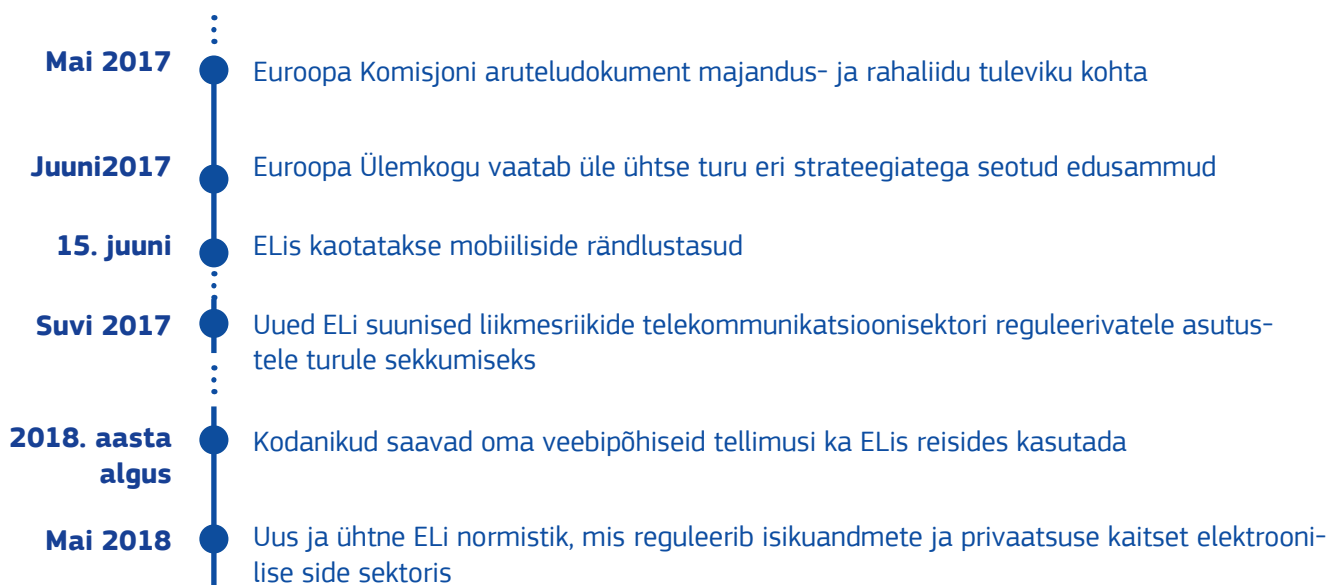 Mai 2017
Euroopa Komisjoni aruteludokument majandus- ja rahaliidu tuleviku kohta
Juuni2017
Euroopa Ülemkogu vaatab üle ühtse turu eri strateegiatega seotud edusammud
15. juuni
ELis kaotatakse mobiiliside rändlustasud
Suvi 2017
Uued ELi suunised liikmesriikide telekommunikatsioonisektori reguleerivatele asutus-
tele turule sekkumiseks
2018. aasta
algus
Kodanikud saavad oma veebipõhiseid tellimusi ka ELis reisides kasutada
Mai 2018
Uus ja ühtne ELi normistik, mis reguleerib isikuandmete ja privaatsuse kaitset elektrooni-
lise side sektoris